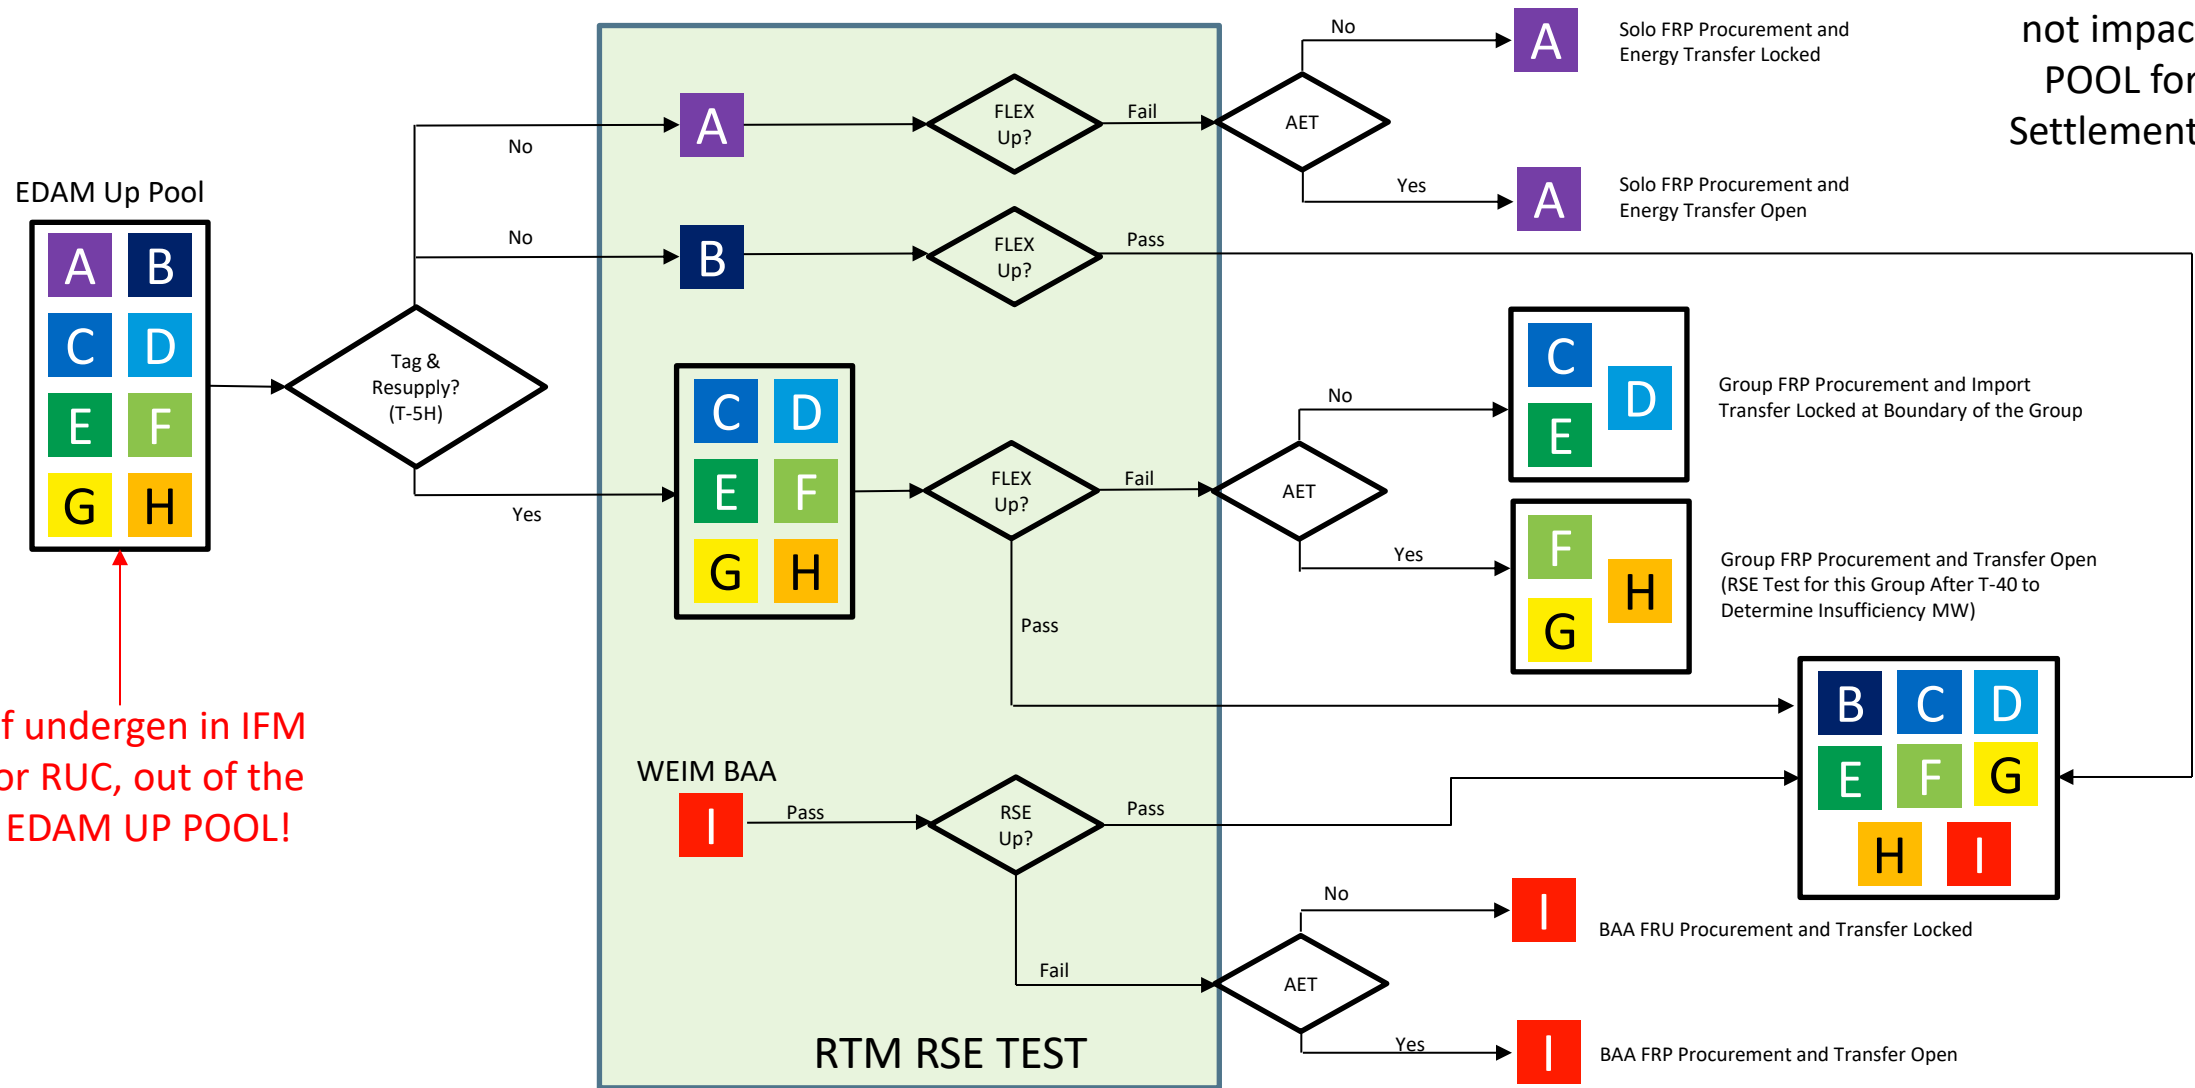 not impac
POOL for
Settlement
No
A
Solo FRP Procurement and
Energy Transfer Locked
A
FLEX
Up?
Fail
AET
No
Yes
A
Solo FRP Procurement and
Energy Transfer Open
EDAM Up Pool
A B
C D
E F
G H
No
B
FLEX
Up?
Pass
Tag &
Resupply?
(T-5H)
Yes
C D
E F
G H
FLEX
Up?
Fail
AET
No
C
D
E
Group FRP Procurement and Import
Transfer Locked at Boundary of the Group
Yes
F
H
G
Group FRP Procurement and Transfer Open
(RSE Test for this Group After T-40 to
Determine Insufficiency MW)
Pass
B C D
E F G
H I
f undergen in IFM
or RUC, out of the
EDAM UP POOL!
WEIM BAA
I
Pass
RSE
Up?
Pass
Fail
AET
No
I
BAA FRU Procurement and Transfer Locked
Yes
I
BAA FRP Procurement and Transfer Open
RTM RSE TEST